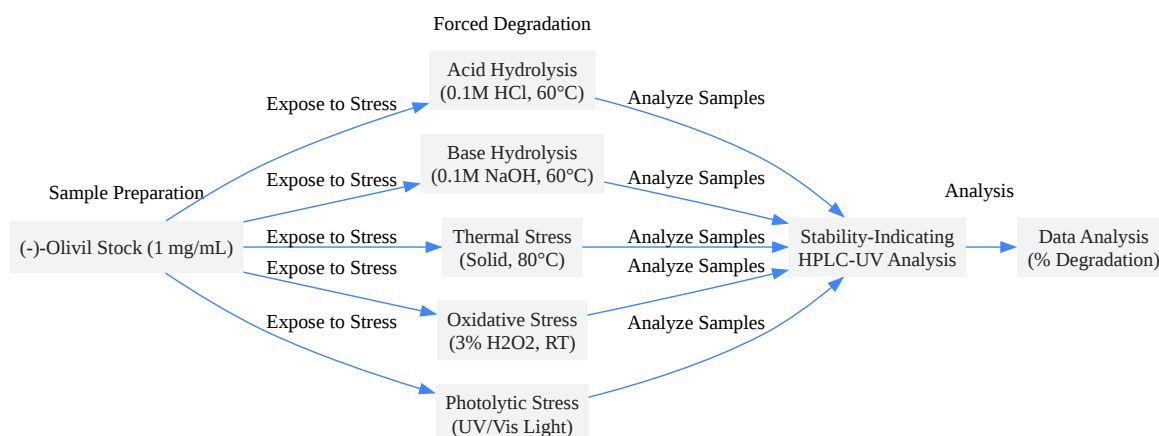 Forced Degradation
Acid Hydrolysis
(0.1M HCl, 60°C)
Expose to Stress
Analyze Samples
Base Hydrolysis
(0.1M NaOH, 60°C)
Expose to Stress
Analyze Samples
Sample Preparation
Analysis
(-)-Olivil Stock (1 mg/mL)
Expose to Stress
Thermal Stress
(Solid, 80°C)
Analyze Samples
Stability-Indicating
HPLC-UV Analysis
Data Analysis
(% Degradation)
Expose to Stress
Analyze Samples
Oxidative Stress
(3% H2O2, RT)
Expose to Stress
Analyze Samples
Photolytic Stress
(UV/Vis Light)